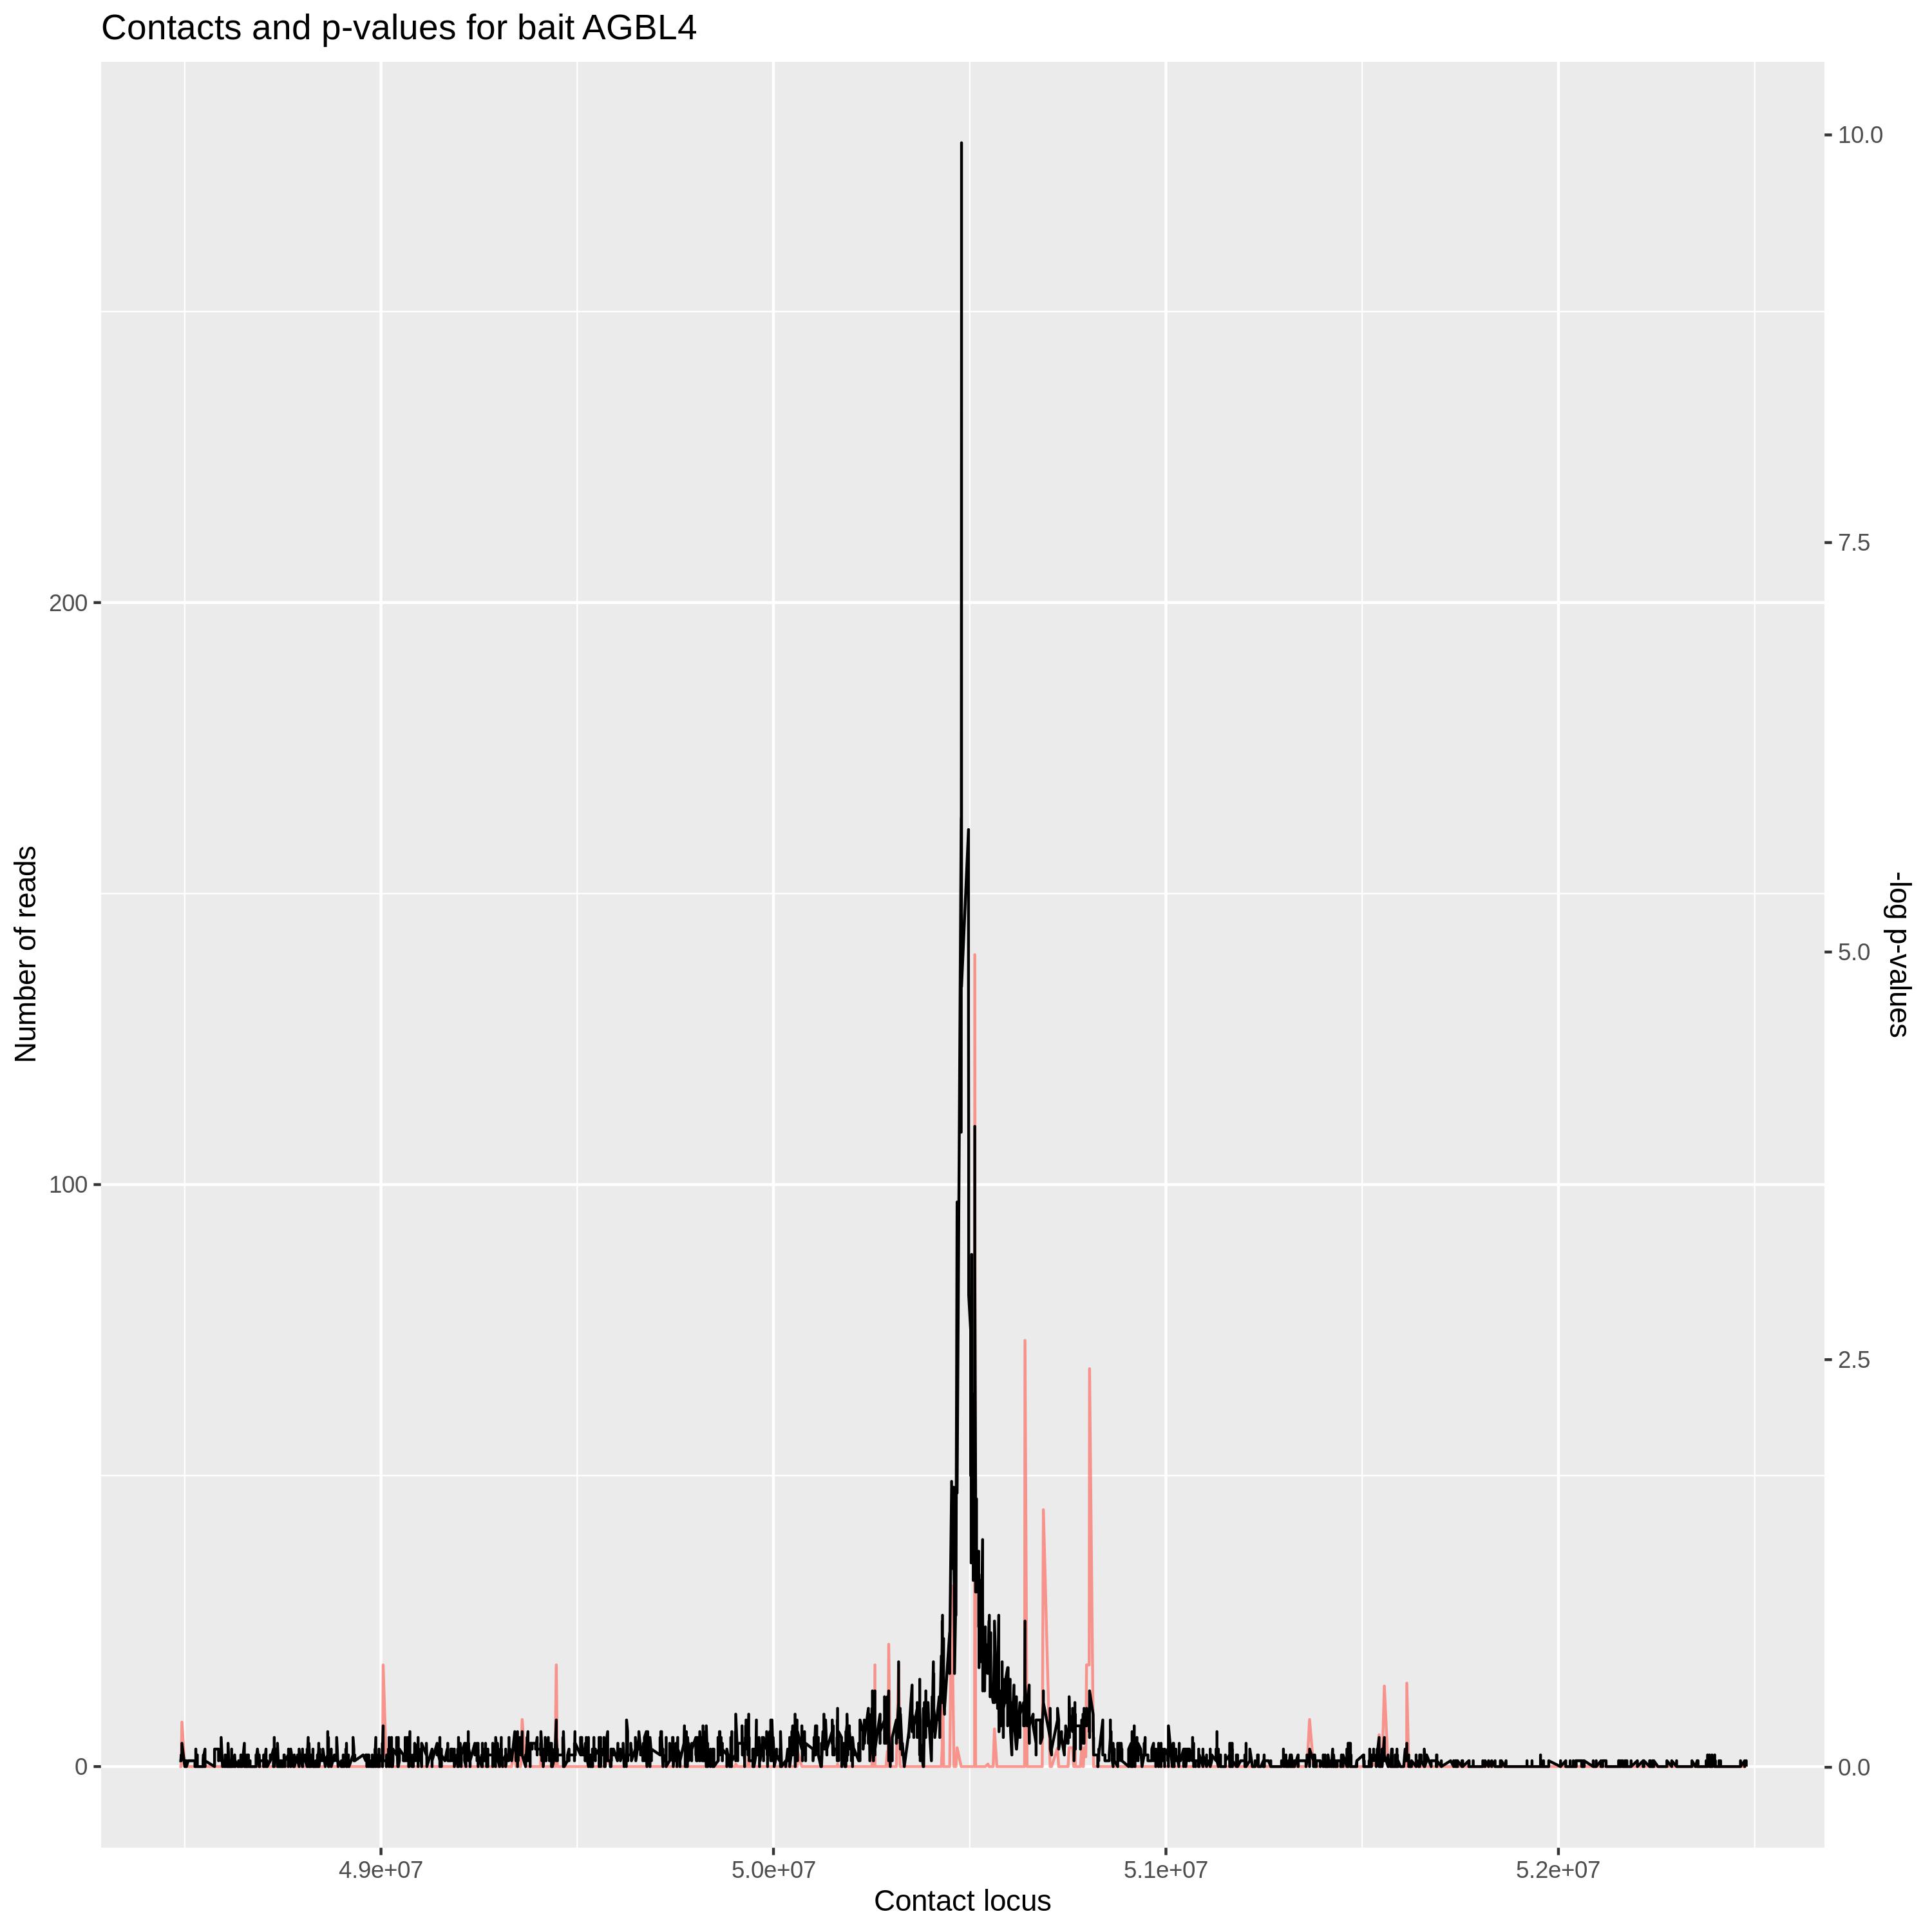 Contacts and p-values for bait AGBL4
Number of reads
200
100
0
10.0
7.5
5.0
2.5
0.0
-log p-values
4.9e+07
5.0e+07
5.1e+07
5.2e+07
Contact locus